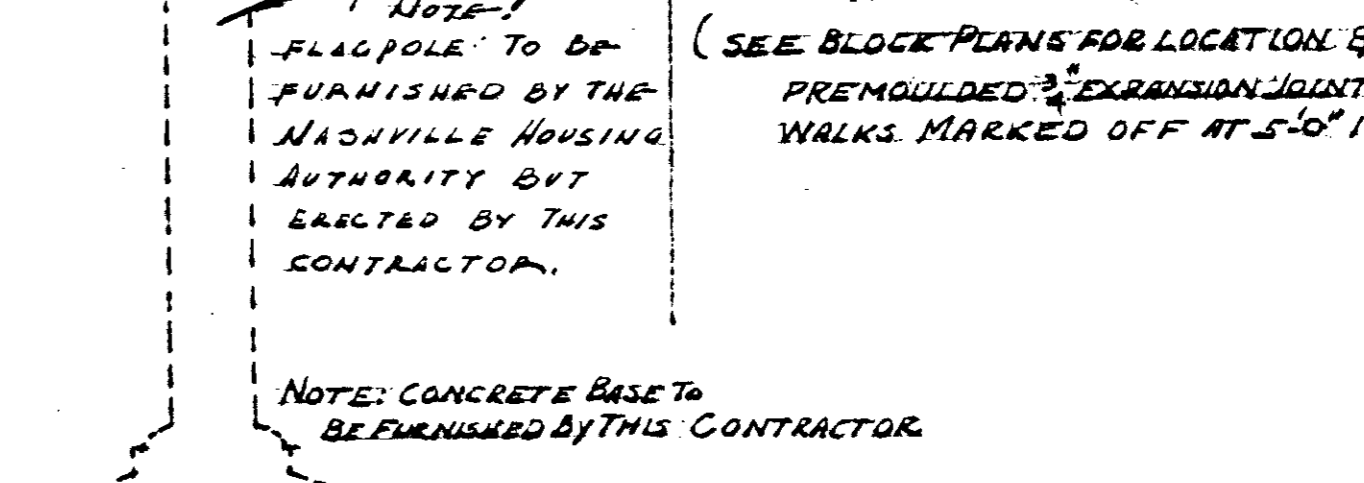 NOTE!
FLAGPOLE TO BE
FURNISHED BY THE
NASHVILLE HOUSING
AUTHORITY BUT
ERECTED BY THIS
CONTRACTOR.
(SEE BLOCK PLANS FOR LOCATION &
PREMOULDED 3/4" EXPANSION JOINT
WALKS MARKED OFF AT 5'-0"
NOTE: CONCRETE BASE TO
BE FURNISHED BY THIS CONTRACTOR